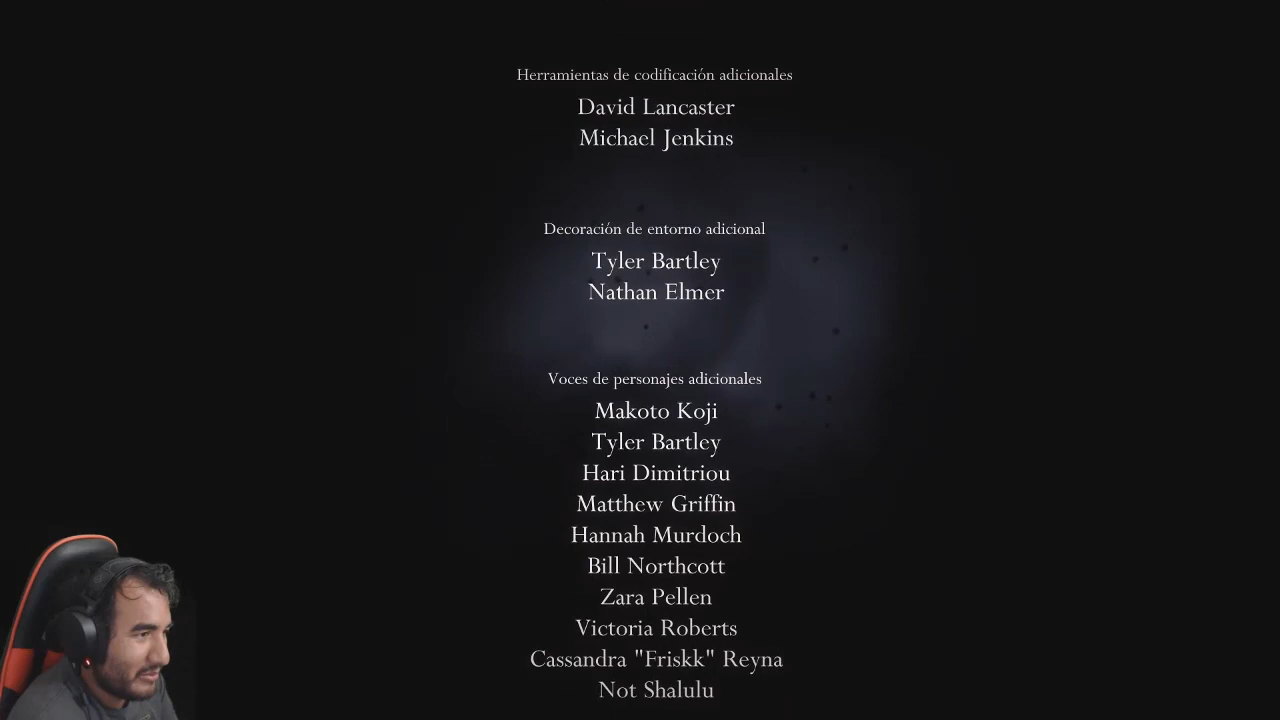 Herramientas de codificación adicionales
David Lancaster
Michael Jenkins
Decoración de entorno adicional
Tyler Bartley
Nathan Elmer
Voces de personajes adicionales
Makoto Koji
Tyler Bartley
Hari Dimitriou
Matthew Griffin
Hannah Murdoch
Bill Northcott
Zara Pellen
Victoria Roberts
Cassandra "Friskk" Reyna
Not Shalulu